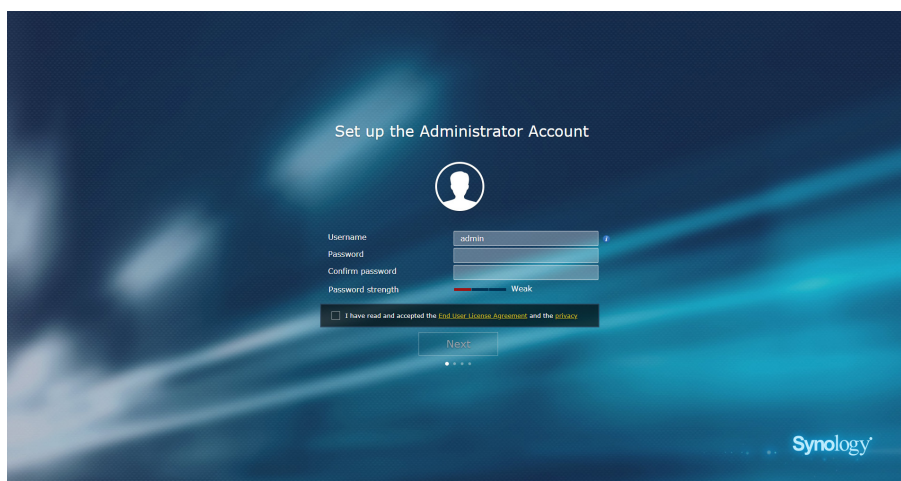 Set up the Administrator Account
Username
admin
i
Password
Confirm password
Password strength
Weak
I have read and accepted the End User License Agreement and the privacy
Next
Synology